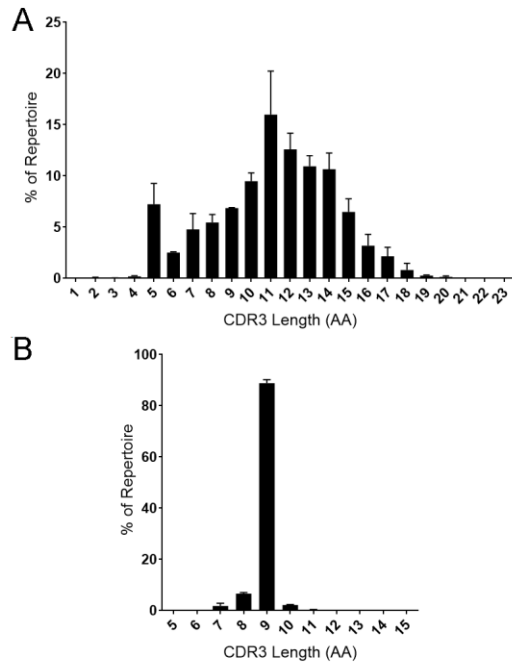 A
% of Repertoire
25
20
15
10
5
0
1 2 3 4 5 6 7 8 9 10 11 12 13 14 15 16 17 18 19 20 21 22 23
CDR3 Length (AA)
B
% of Repertoire
100
80
60
40
20
0
5 6 7 8 9 10 11 12 13 14 15
CDR3 Length (AA)